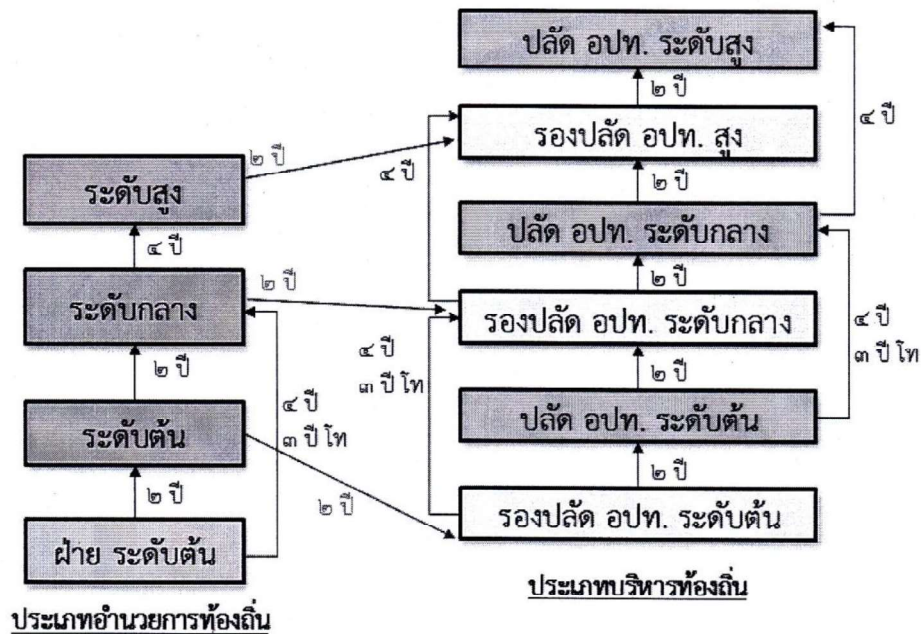 ปลัด อปท. ระดับสูง
๒ ปี
๔ ปี
รองปลัด อปท. สูง
๒ ปี
๔ ปี
๒ ปี
ระดับสูง
ปลัด อปท. ระดับกลาง
๔ ปี
๒ ปี
๒ ปี
ระดับกลาง
รองปลัด อปท. ระดับกลาง
๔ ปี
๓ ปี โท
๔ ปี
๓ ปี โท
๒ ปี
๒ ปี
ระดับต้น
ปลัด อปท. ระดับต้น
๔ ปี
๓ ปี โท
๒ ปี
๒ ปี
๒ ปี
ฝ่าย ระดับต้น
รองปลัด อปท. ระดับต้น
ประเภทบริหารท้องถิ่น
ประเภทอำนวยการท้องถิ่น